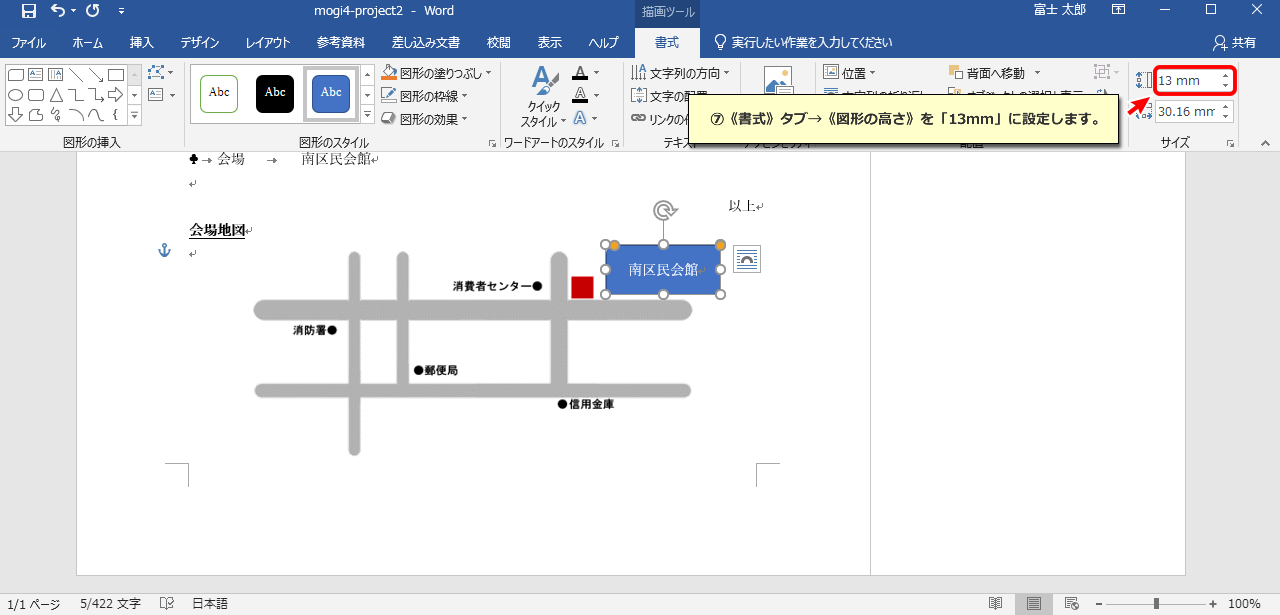 mogi4-project2 - Word
描画ツール
富士 太郎
ファイル ホーム 挿入 デザイン レイアウト 参考資料 差し込み文書 校閲 表示 ヘルプ 書式 実行したい作業を入力してください 共有
Abc Abc Abc
図形の塗りつぶし
図形の枠線
図形の効果
クイック
スタイル
文字列の方向
文字の配置
リンクの
位置
背面へ移動
13 mm
30.16 mm
⑦《書式》タブ→《図形の高さ》を「13mm」に設定します。
図形の挿入 図形のスタイル ワードアートのスタイル サイズ
会場 → 南区民会館
以上
会場地図
南区民会館
消費者センター●
消防署●
●郵便局
●信用金庫
1/1 ページ 5/422 文字 日本語 100%